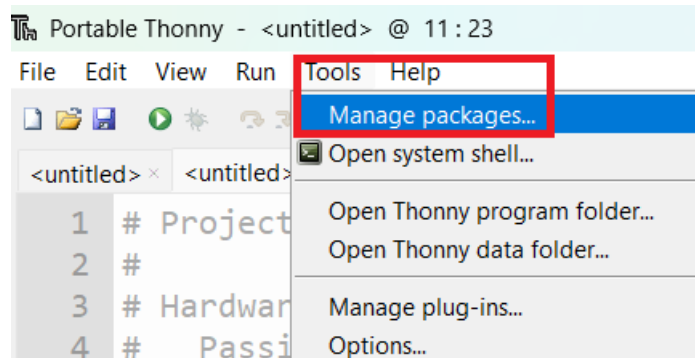 Portable Thonny - <untitled> @ 11 : 23
File Edit View Run Tools Help
Manage packages...
Open system shell...
<untitled> × <untitled>
Open Thonny program folder...
1 # Project
Open Thonny data folder...
2 #
3 # Hardwar
Manage plug-ins...
4 # Passi
Options...